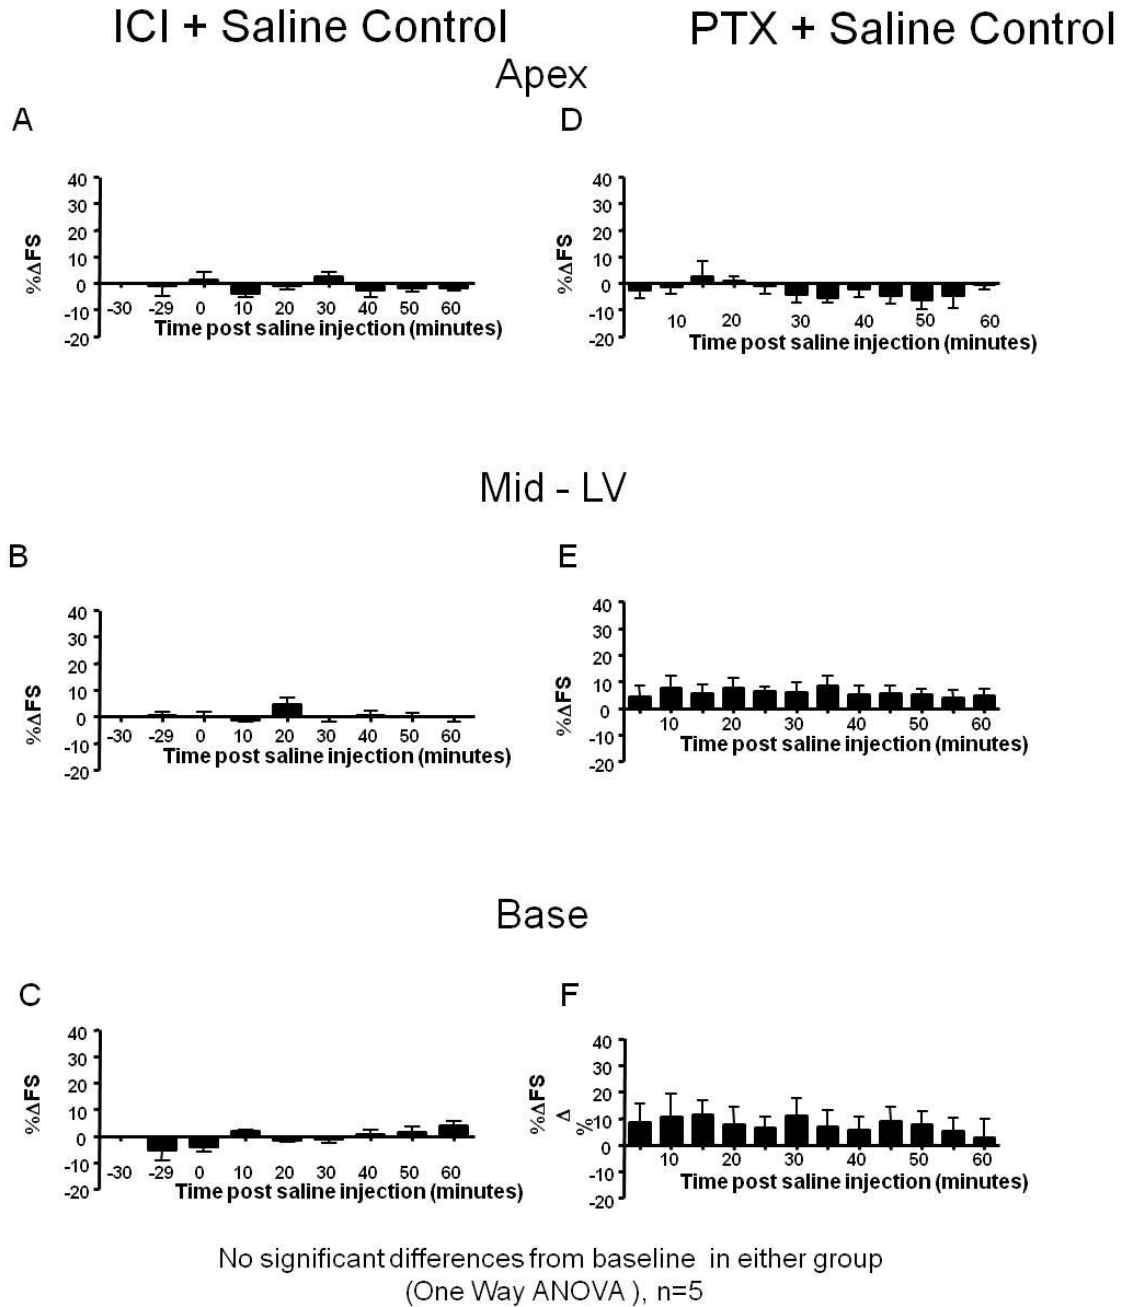 ICI + Saline Control
PTX + Saline Control
Apex
A
40
30
20
10
0
-10
-20
%ΔFS
-30 -29 0 10 20 30 40 50 60
Time post saline injection (minutes)
D
40
30
20
10
0
-10
-20
%ΔFS
10 20 30 40 50 60
Time post saline injection (minutes)
Mid - LV
B
40
30
20
10
0
-10
-20
%ΔFS
-30 -29 0 10 20 30 40 50 60
Time post saline injection (minutes)
E
40
30
20
10
0
-10
-20
%ΔFS
10 20 30 40 50 60
Time post saline injection (minutes)
Base
C
40
30
20
10
0
-10
-20
%ΔFS
-30 -29 0 10 20 30 40 50 60
Time post saline injection (minutes)
F
40
30
20
10
0
-10
-20
%ΔFS
%Δ
10 20 30 40 50 60
Time post saline injection (minutes)
No significant differences from baseline in either group
(One Way ANOVA ), n=5